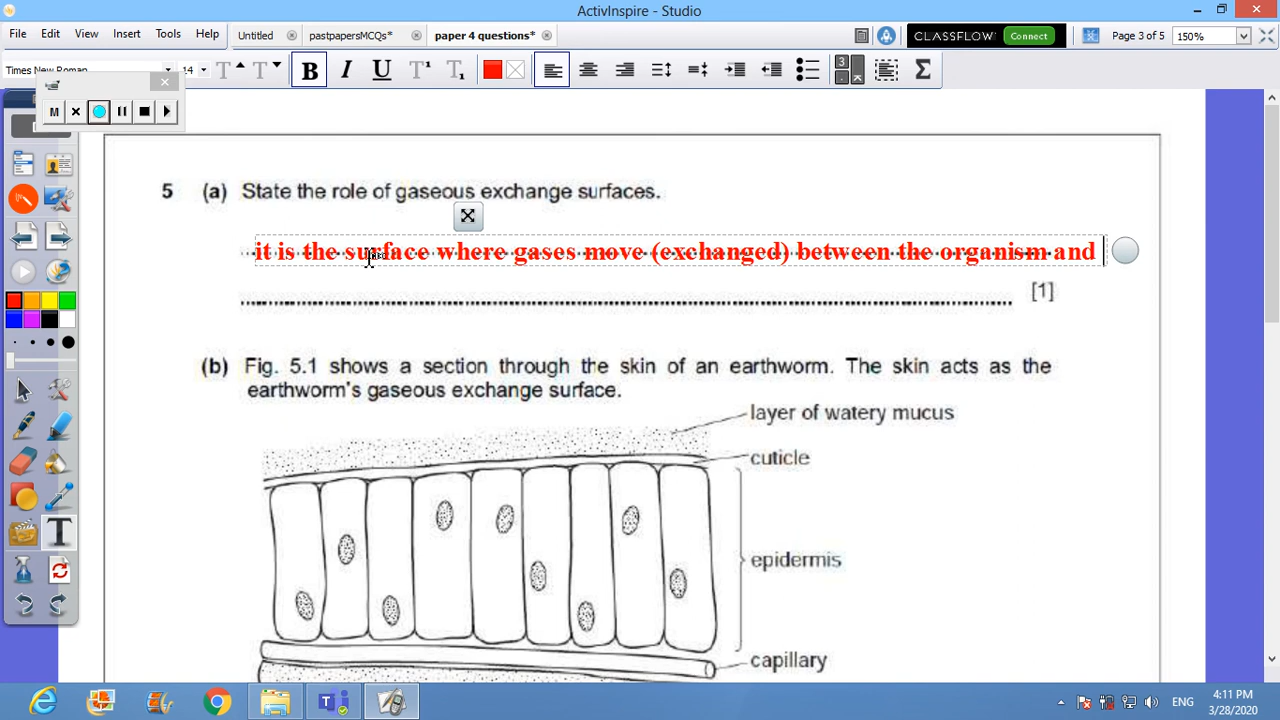 ActivInspire - Studio
File Edit View Insert Tools Help
Untitled
pastpapersMCQs*
paper 4 questions*
CLASSFLOW Connect
Page 3 of 5
150%
Times New Roman
14
M
5 (a) State the role of gaseous exchange surfaces.
it is the surface where gases move (exchanged) between the organism and
[1]
(b) Fig. 5.1 shows a section through the skin of an earthworm. The skin acts as the
earthworm's gaseous exchange surface.
layer of watery mucus
cuticle
epidermis
capillary
ENG
4:11 PM
3/28/2020